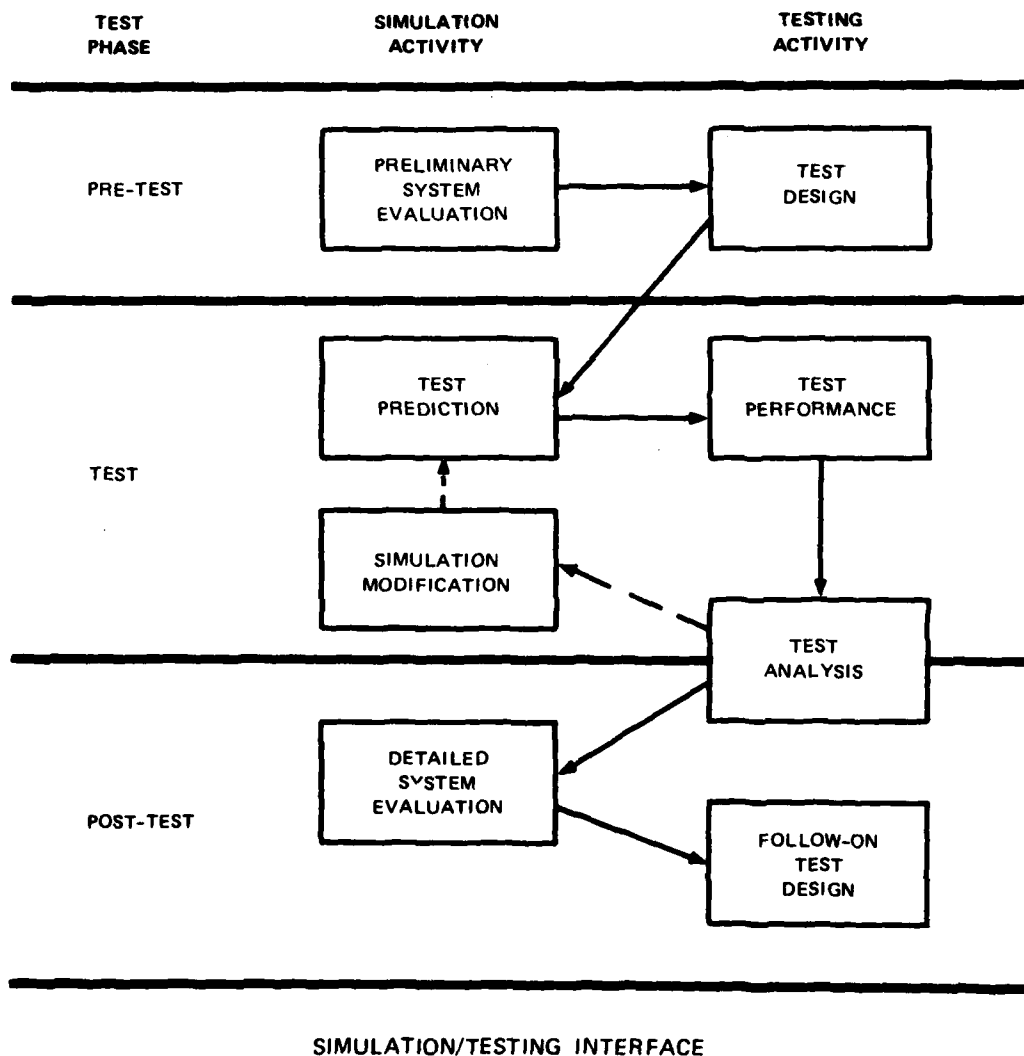 TEST
PHASE
SIMULATION
ACTIVITY
TESTING
ACTIVITY
PRE-TEST
PRELIMINARY
SYSTEM
EVALUATION
TEST
DESIGN
TEST
TEST
PREDICTION
TEST
PERFORMANCE
SIMULATION
MODIFICATION
TEST
ANALYSIS
POST-TEST
DETAILED
SYSTEM
EVALUATION
FOLLOW-ON
TEST
DESIGN
SIMULATION/TESTING INTERFACE